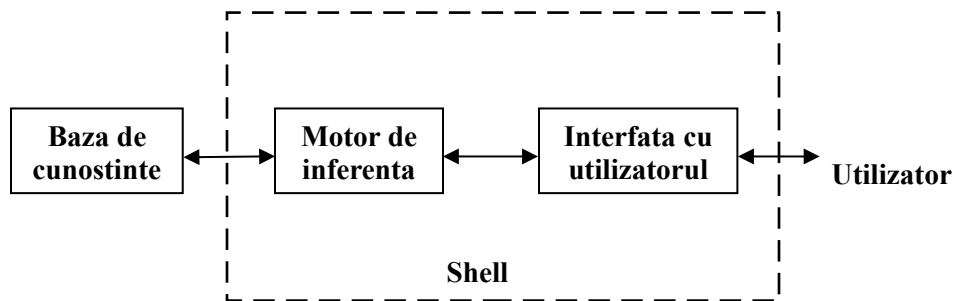 Baza de
cunostinte
Motor de
inferenta
Interfata cu
utilizatorul
Utilizator
Shell